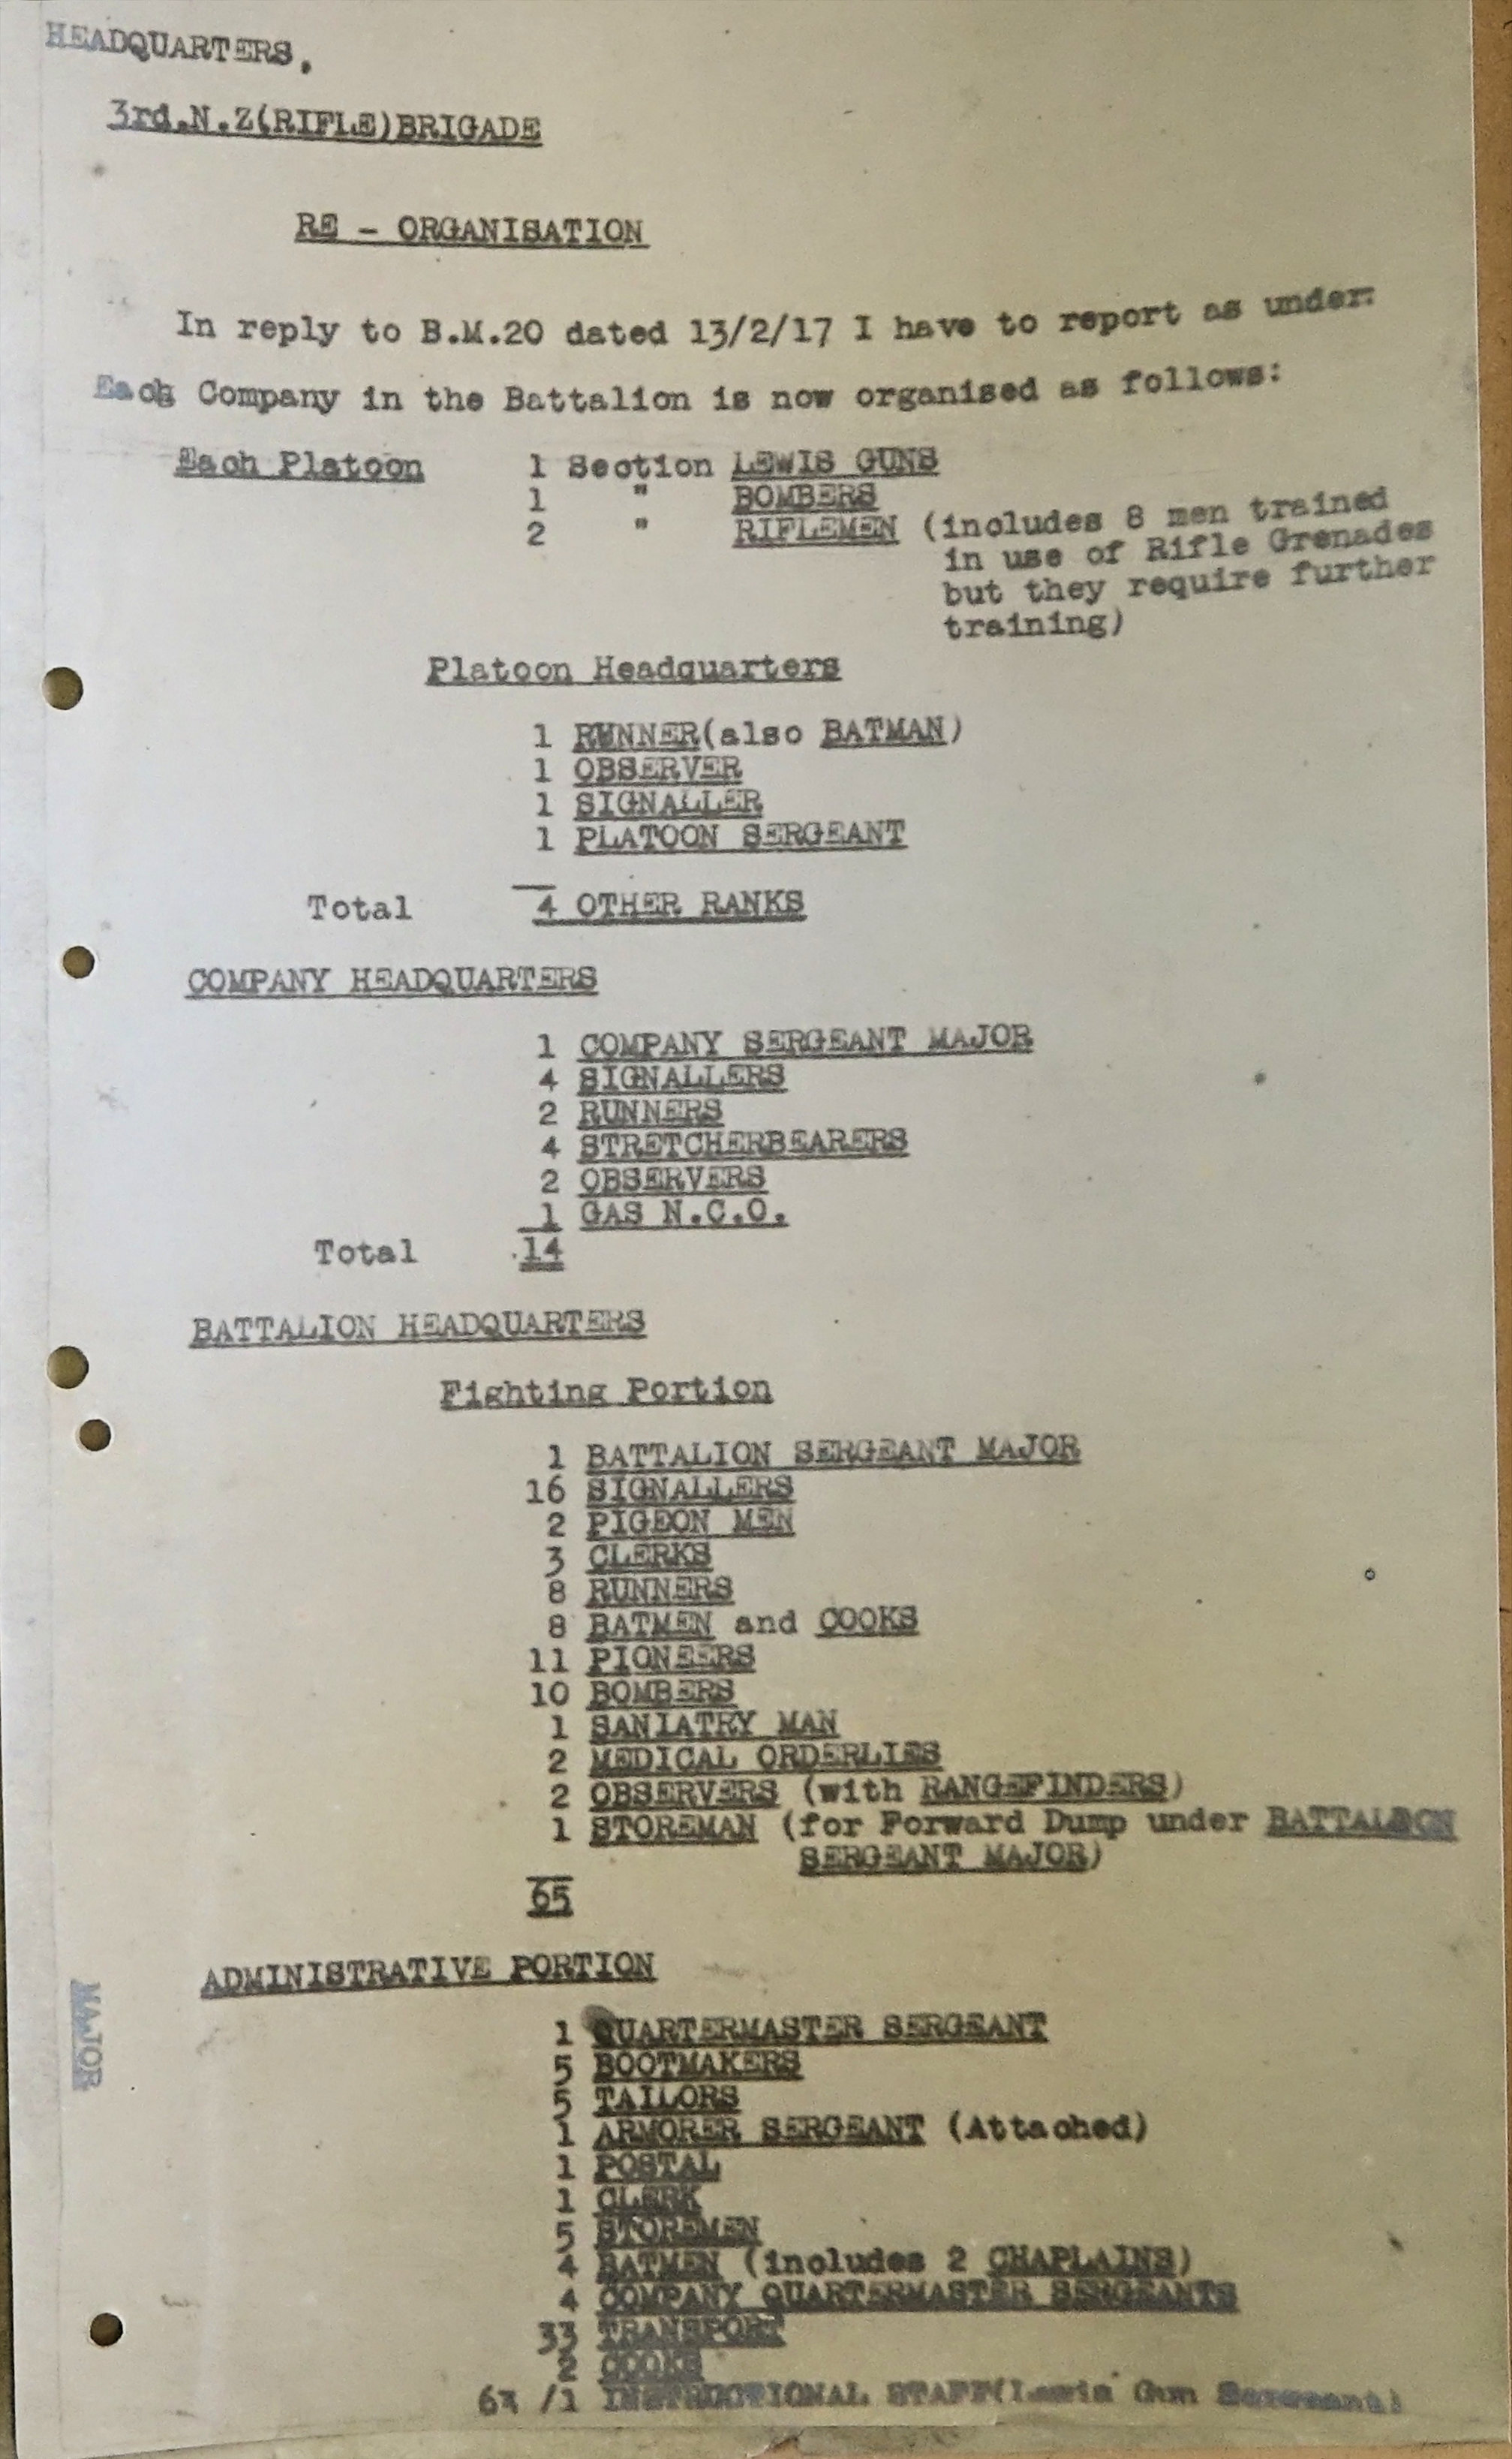 HEADQUARTERS.
3rd.N.Z(RIFLE)BRIGADE
RE - ORGANISATION
In reply to B.M.20 dated 13/2/17 I have to report as under:
Each Company in the Battalion is now organised as follows:
Each Platoon 1 Section LEWIS GUNS
1 " BOMBERS
2 " RIFLEMEN (includes 8 men trained
in use of Rifle Grenades
but they require further
training)
Platoon Headquarters
1 RUNNER(also BATMAN)
1 OBSERVER
1 SIGNALLER
1 PLATOON SERGEANT
Total 4 OTHER RANKS
COMPANY HEADQUARTERS
1 COMPANY SERGEANT MAJOR
4 SIGNALLERS
2 RUNNERS
4 STRETCHERBEARERS
2 OBSERVERS
1 GAS N.C.O.
Total 14
BATTALION HEADQUARTERS
Fighting Portion
1 BATTALION SERGEANT MAJOR
16 SIGNALLERS
2 PIGEON MEN
3 CLERKS
8 RUNNERS
8 BATMEN and COOKS
11 PIONEERS
10 BOMBERS
1 SANIATRY MAN
2 MEDICAL ORDERLIES
2 OBSERVERS (with RANGEFINDERS)
1 STOREMAN (for Forward Dump under BATTALION
SERGEANT MAJOR)
65
ADMINISTRATIVE PORTION
MAJOR
1 QUARTERMASTER SERGEANT
5 BOOTMAKERS
5 TAILORS
1 ARMORER SERGEANT (Attached)
1 POSTAL
1 CLERK
5 STOREMEN
4 BATMEN (includes 2 CHAPLAINS)
4 COMPANY QUARTERMASTER SERGEANTS
33 TRANSPORT
2 COOKS
/1 INSTRUCTIONAL STAFF(Lewis Gun Sergeant)